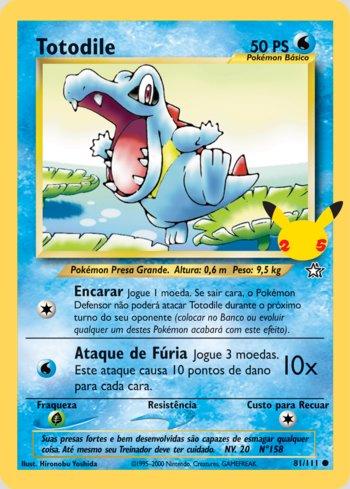 Totodile
50 PS
Pokémon Básico
25
Pokémon Presa Grande. Altura: 0,6 m Peso: 9,5 kg
Encarar Jogue 1 moeda. Se sair cara, o Pokémon
Defensor não poderá atacar Totodile durante o próximo
turno do seu oponente (colocar no Banco ou evoluir
qualquer um destes Pokémon acabará com este efeito).
Ataque de Fúria Jogue 3 moedas.
Este ataque causa 10 pontos de dano
para cada cara.
10x
Fraqueza Resistência Custo para Recuar
Suas presas fortes e bem desenvolvidas são capazes de esmagar qualquer
coisa. Até mesmo seu Treinador deve ter cuidado. NV. 20 Nº158
Ilust. Hironobu Yoshida ©1995-2000 Nintendo, Creatures, GAMEFREAK. 81/111